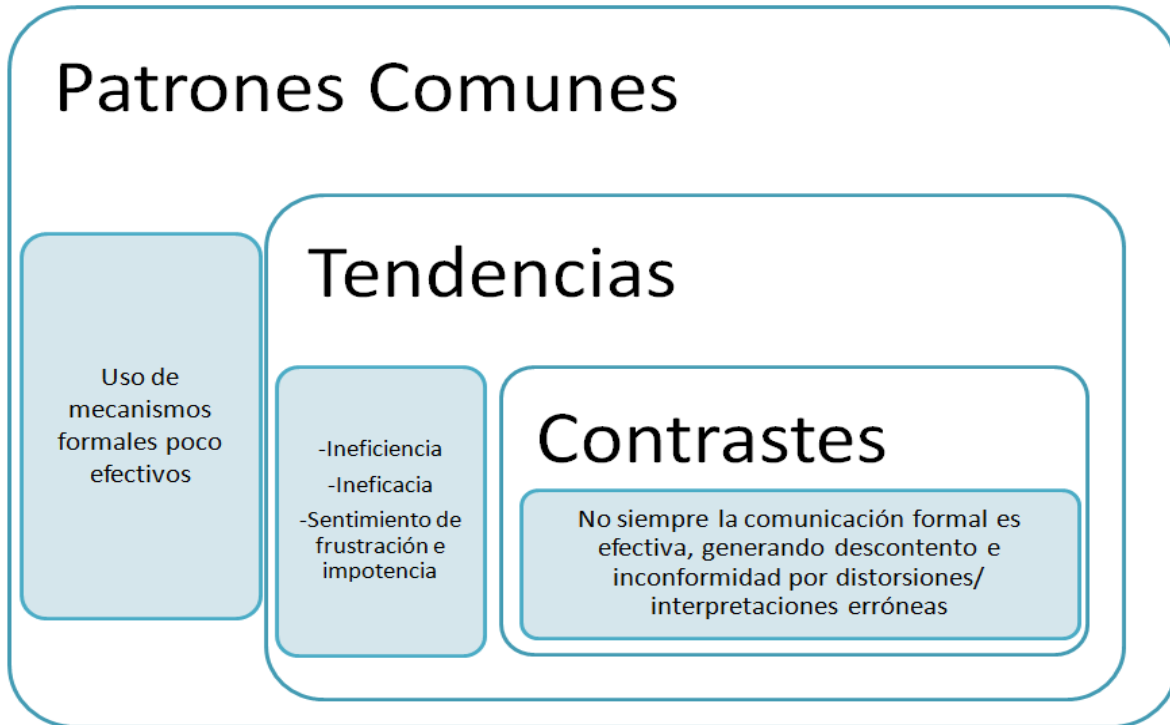 Patrones Comunes
Tendencias
Contrastes
Uso de
mecanismos
formales poco
efectivos
-Ineficiencia
-Ineficacia
-Sentimiento de
frustración e
impotencia
No siempre la comunicación formal es
efectiva, generando descontento e
inconformidad por distorsiones/
interpretaciones erróneas